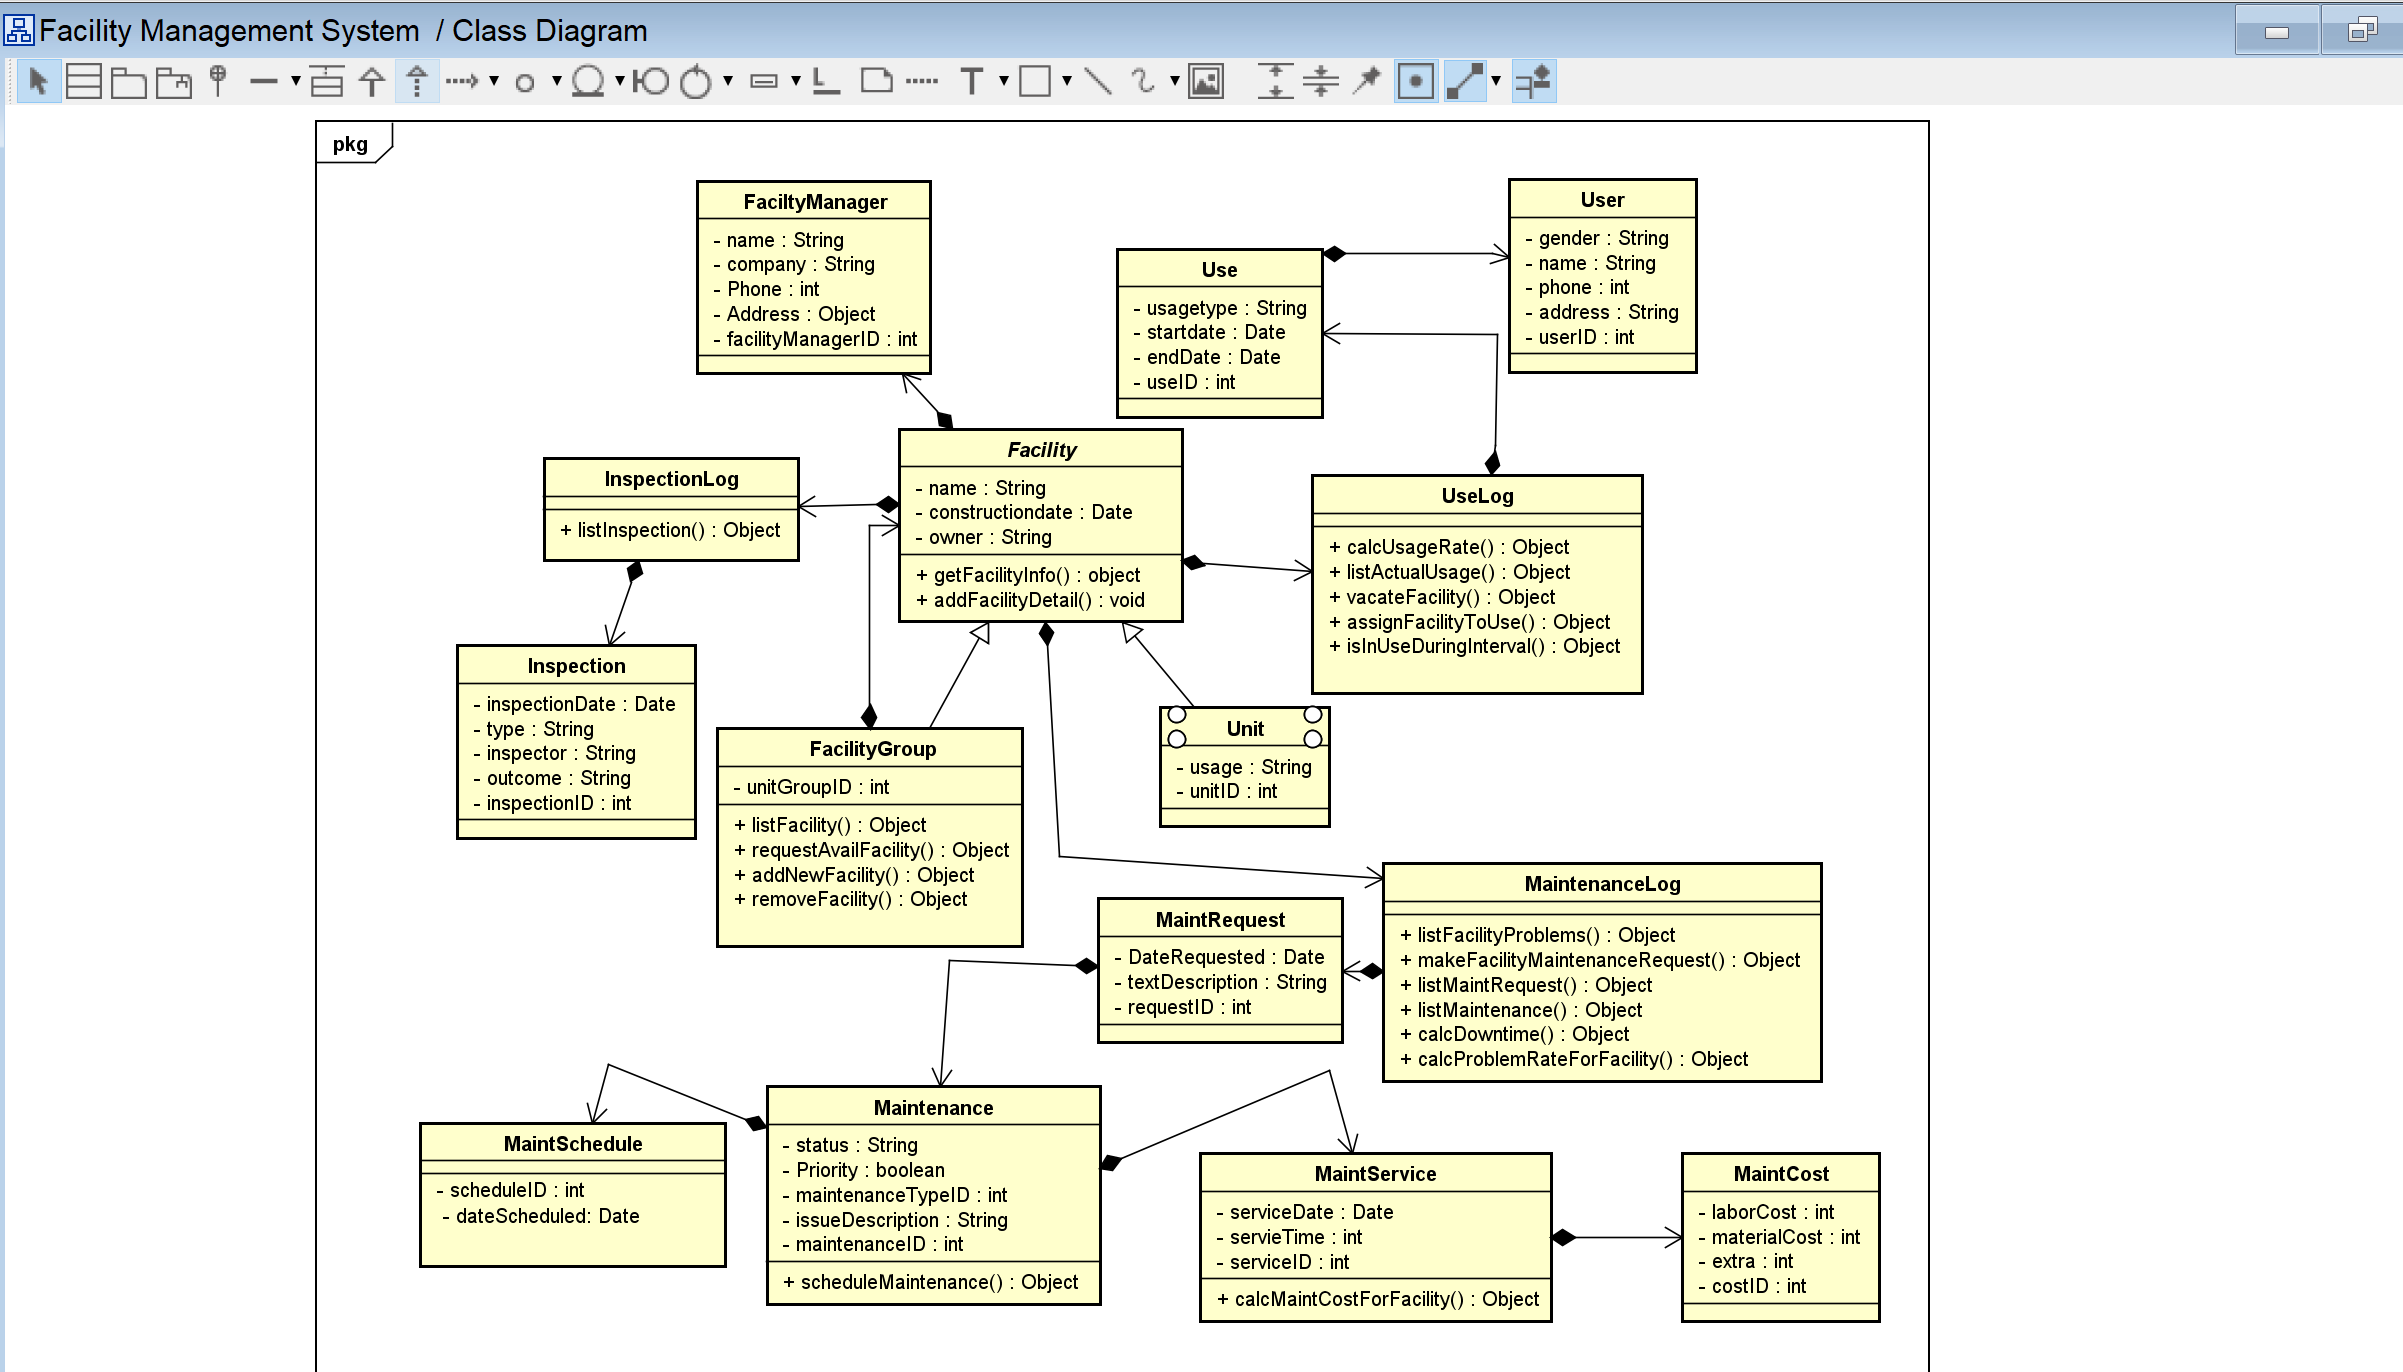 Facility Management System / Class Diagram
pkg
FaciltyManager
- name : String
- company : String
- Phone : int
- Address : Object
- facilityManagerID : int
Use
- usagetype : String
- startdate : Date
- endDate : Date
- useID : int
User
- gender : String
- name : String
- phone : int
- address : String
- userID : int
InspectionLog
+ listInspection() : Object
Facility
- name : String
- constructiondate : Date
- owner : String
+ getFacilityInfo() : object
+ addFacilityDetail() : void
UseLog
+ calcUsageRate() : Object
+ listActualUsage() : Object
+ vacateFacility() : Object
+ assignFacilityToUse() : Object
+ isInUseDuringInterval() : Object
Inspection
- inspectionDate : Date
- type : String
- inspector : String
- outcome : String
- inspectionID : int
FacilityGroup
- unitGroupID : int
+ listFacility() : Object
+ requestAvailFacility() : Object
+ addNewFacility() : Object
+ removeFacility() : Object
Unit
- usage : String
- unitID : int
MaintRequest
- DateRequested : Date
- textDescription : String
- requestID : int
MaintenanceLog
+ listFacilityProblems() : Object
+ makeFacilityMaintenanceRequest() : Object
+ listMaintRequest() : Object
+ listMaintenance() : Object
+ calcDowntime() : Object
+ calcProblemRateForFacility() : Object
MaintSchedule
- scheduleID : int
- dateScheduled: Date
Maintenance
- status : String
- Priority : boolean
- maintenanceTypeID : int
- issueDescription : String
- maintenanceID : int
+ scheduleMaintenance() : Object
MaintService
- serviceDate : Date
- servieTime : int
- serviceID : int
+ calcMaintCostForFacility() : Object
MaintCost
- laborCost : int
- materialCost : int
- extra : int
- costID : int